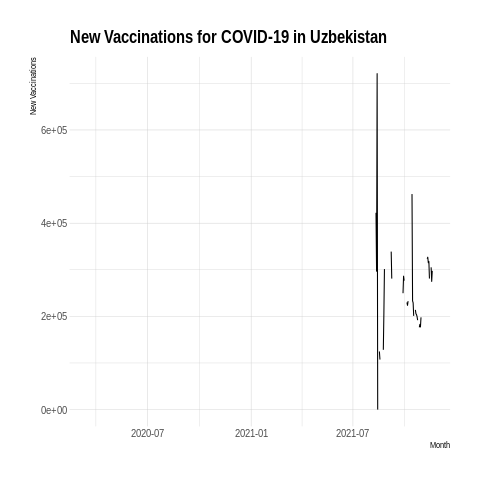 New Vaccinations for COVID-19 in Uzbekistan
New Vaccinations
6e+05
4e+05
2e+05
0e+00
2020-07 2021-01 2021-07
Month